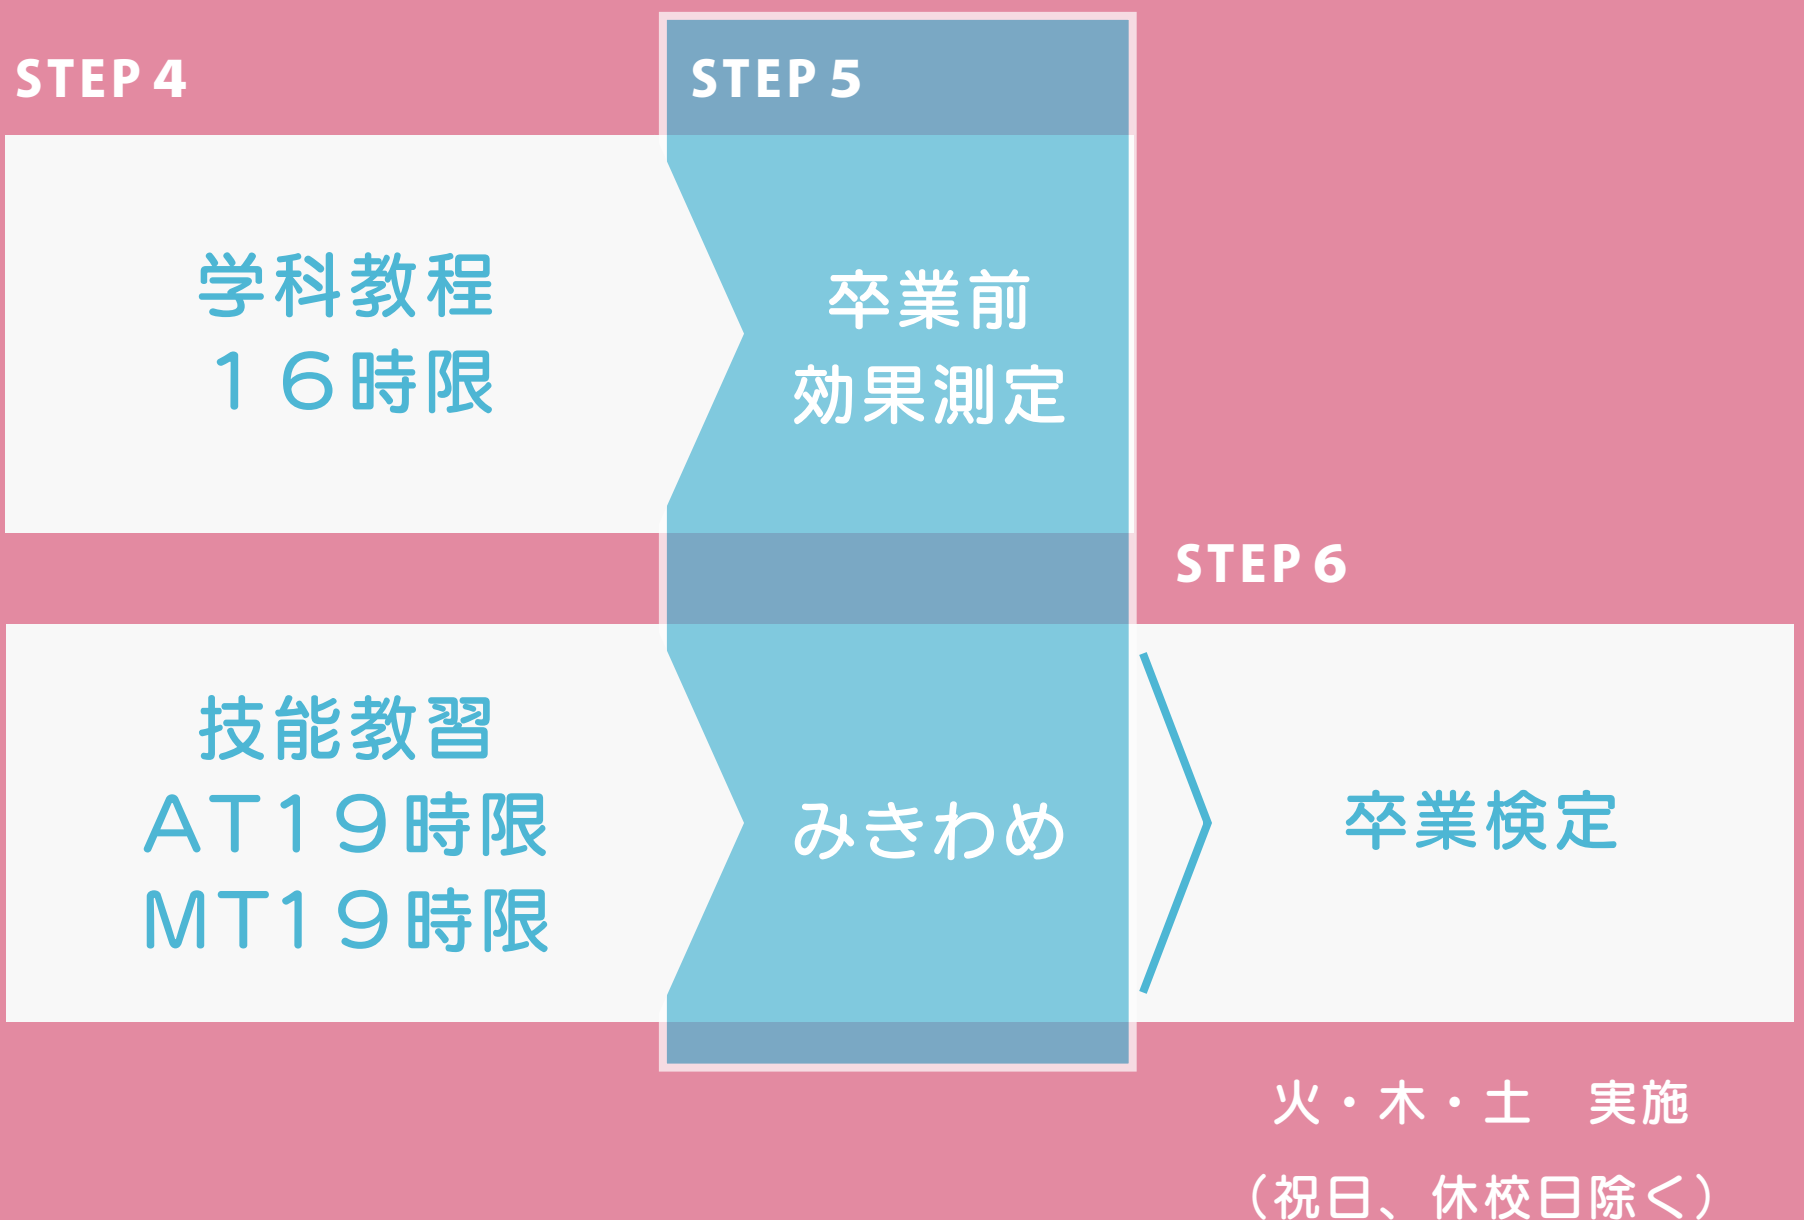 STEP 4
学科教程
１６時限
STEP 5
卒業前
効果測定
技能教習
AT１９時限
MT１９時限
みきわめ
STEP 6
卒業検定
火・木・土　実施
（祝日、休校日除く）